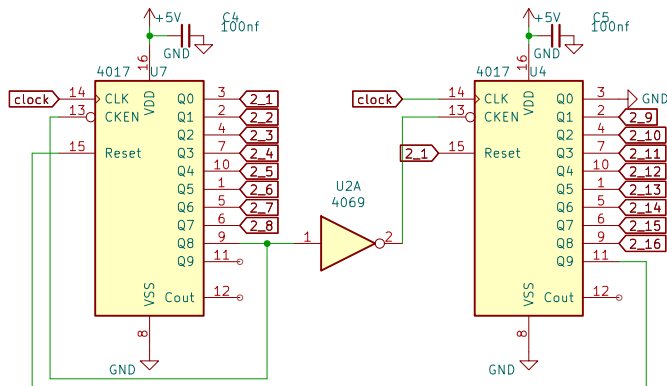 +5V
C4
100nf
GND
16
4017 U7
clock
14
CLK
VDD
Q0
3
2_1
13
CKEN
Q1
2
2_2
Q2
4
2_3
15
Reset
Q3
7
2_4
Q4
10
2_5
Q5
1
2_6
Q6
5
2_7
Q7
6
2_8
Q8
9
Q9
11
VSS
Cout
12
8
GND
U2A
4069
1
2
+5V
C5
100nf
GND
16
4017 U4
clock
14
CLK
VDD
Q0
3
GND
13
CKEN
Q1
2
2_9
Q2
4
2_10
2_1
15
Reset
Q3
7
2_11
Q4
10
2_12
Q5
1
2_13
Q6
5
2_14
Q7
6
2_15
Q8
9
2_16
Q9
11
VSS
Cout
12
8
GND